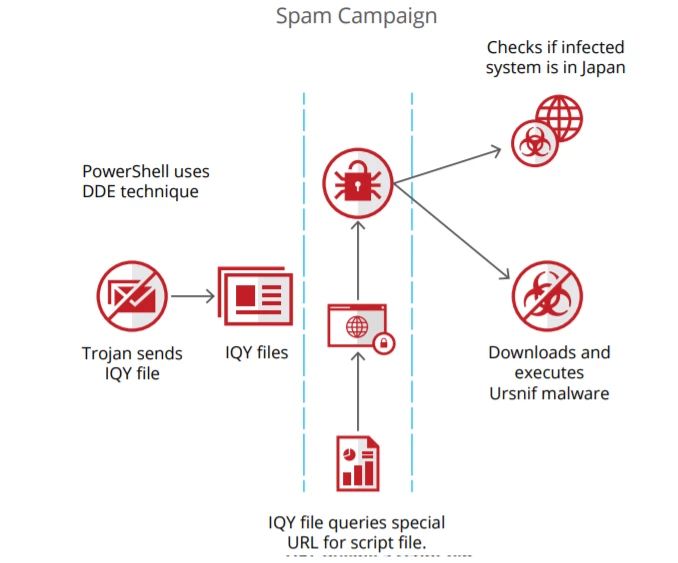 Spam Campaign
Checks if infected
system is in Japan
PowerShell uses
DDE technique
Trojan sends
IQY file
IQY files
Downloads and
executes
Ursnif malware
IQY file queries special
URL for script file.